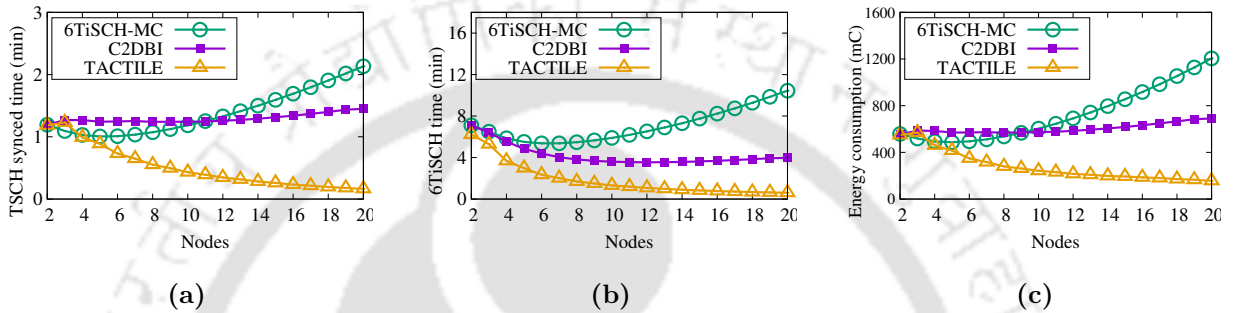 3
2
1
0
TSCH synced time (min)
6TiSCH-MC
C2DBI
TACTILE
2 4 6 8 10 12 14 16 18 20
Nodes
(a)
16
12
8
4
0
6TiSCH time (min)
6TiSCH-MC
C2DBI
TACTILE
2 4 6 8 10 12 14 16 18 20
Nodes
(b)
1600
1200
800
400
0
Energy consumption (mC)
6TiSCH-MC
C2DBI
TACTILE
2 4 6 8 10 12 14 16 18 20
Nodes
(c)